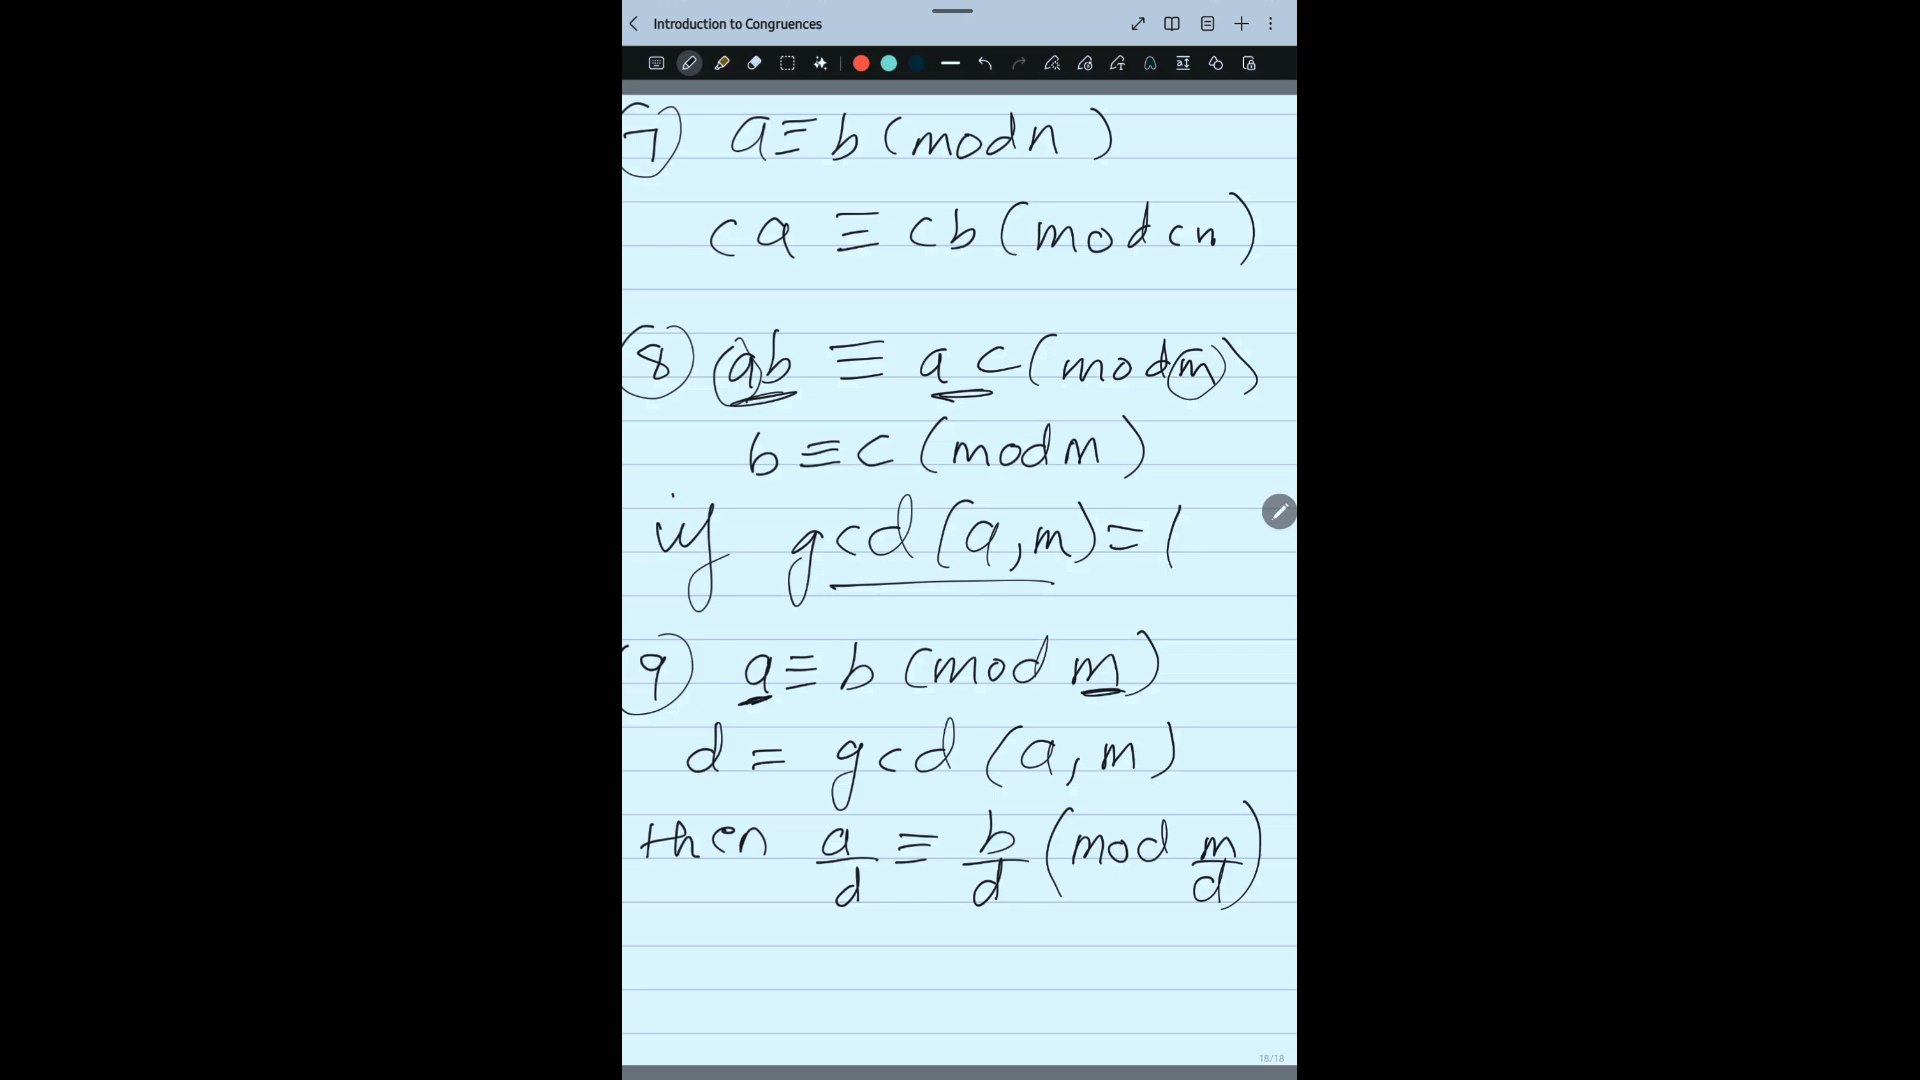 Introduction to Congruences
7 a ≡ b (mod n)
ca ≡ cb (mod cn)
8 ab ≡ ac (mod m)
b ≡ c (mod m)
if gcd (a, m) = 1
9 a ≡ b (mod m)
d = gcd (a, m)
then a/d ≡ b/d (mod m/d)
18/18